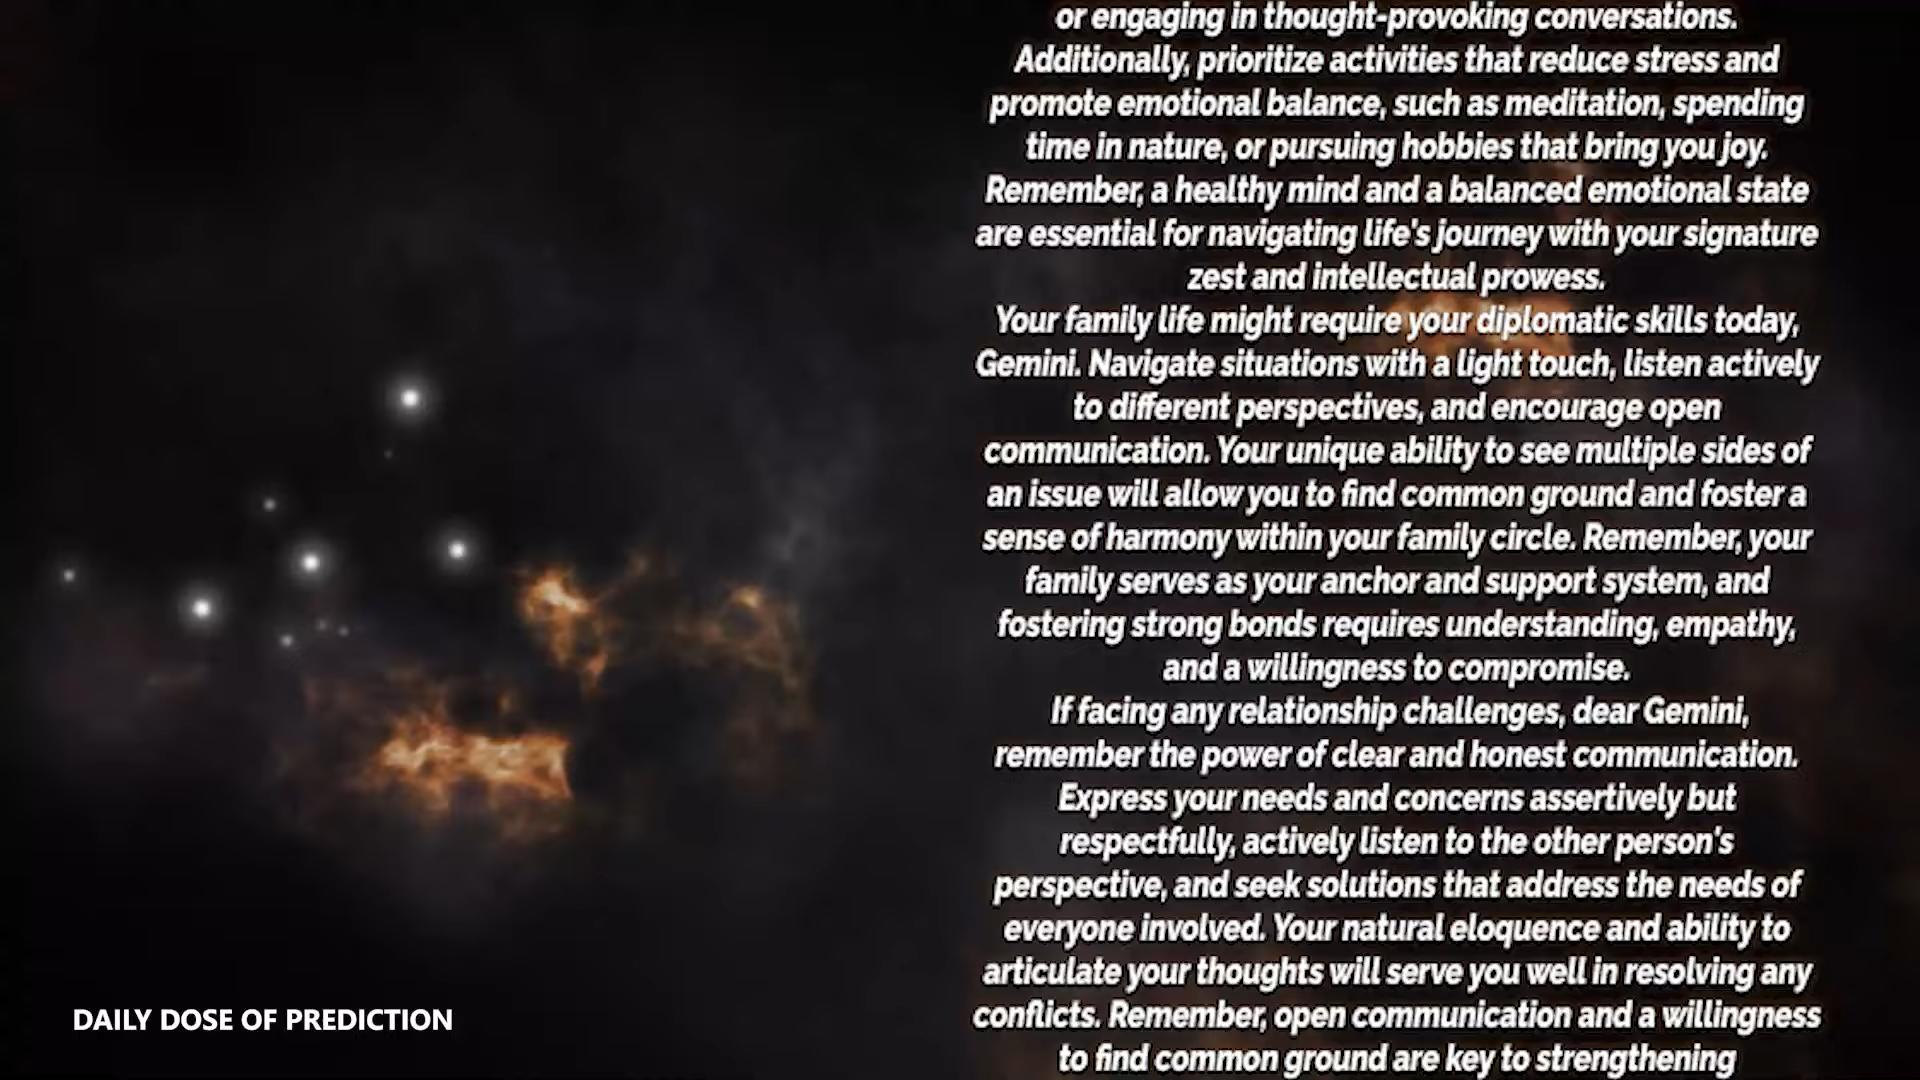 or engaging in thought-provoking conversations.
Additionally, prioritize activities that reduce stress and
promote emotional balance, such as meditation, spending
time in nature, or pursuing hobbies that bring you joy.
Remember, a healthy mind and a balanced emotional state
are essential for navigating life's journey with your signature
zest and intellectual prowess.
Your family life might require your diplomatic skills today,
Gemini. Navigate situations with a light touch, listen actively
to different perspectives, and encourage open
communication. Your unique ability to see multiple sides of
an issue will allow you to find common ground and foster a
sense of harmony within your family circle. Remember, your
family serves as your anchor and support system, and
fostering strong bonds requires understanding, empathy,
and a willingness to compromise.
If facing any relationship challenges, dear Gemini,
remember the power of clear and honest communication.
Express your needs and concerns assertively but
respectfully, actively listen to the other person's
perspective, and seek solutions that address the needs of
everyone involved. Your natural eloquence and ability to
articulate your thoughts will serve you well in resolving any
conflicts. Remember, open communication and a willingness
to find common ground are key to strengthening
DAILY DOSE OF PREDICTION